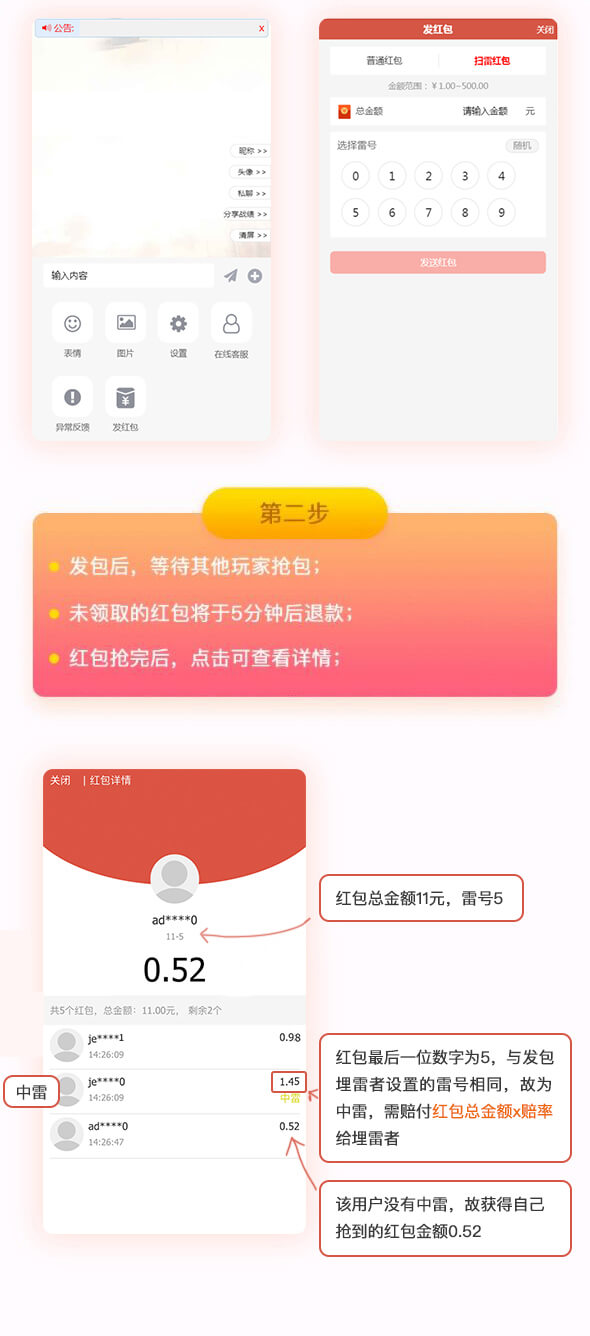 公告:
x
昵称 >>
头像 >>
私聊 >>
分享战绩 >>
清屏 >>
输入内容
表情
图片
设置
在线客服
异常反馈
发红包
发红包
关闭
普通红包
扫雷红包
金额范围：￥1.00~500.00
总金额
请输入金额
元
选择雷号
随机
0 1 2 3 4
5 6 7 8 9
发送红包
第二步
发包后，等待其他玩家抢包；
未领取的红包将于5分钟后退款；
红包抢完后，点击可查看详情；
关闭 | 红包详情
ad****0
11-5
0.52
共5个红包，总金额：11.00元， 剩余2个
je****1
0.98
14:26:09
je****0
1.45
14:26:09
中雷
ad****0
0.52
14:26:47
中雷
红包总金额11元，雷号5
红包最后一位数字为5，与发包
埋雷者设置的雷号相同，故为
中雷，需赔付红包总金额x赔率
给埋雷者
该用户没有中雷，故获得自己
抢到的红包金额0.52